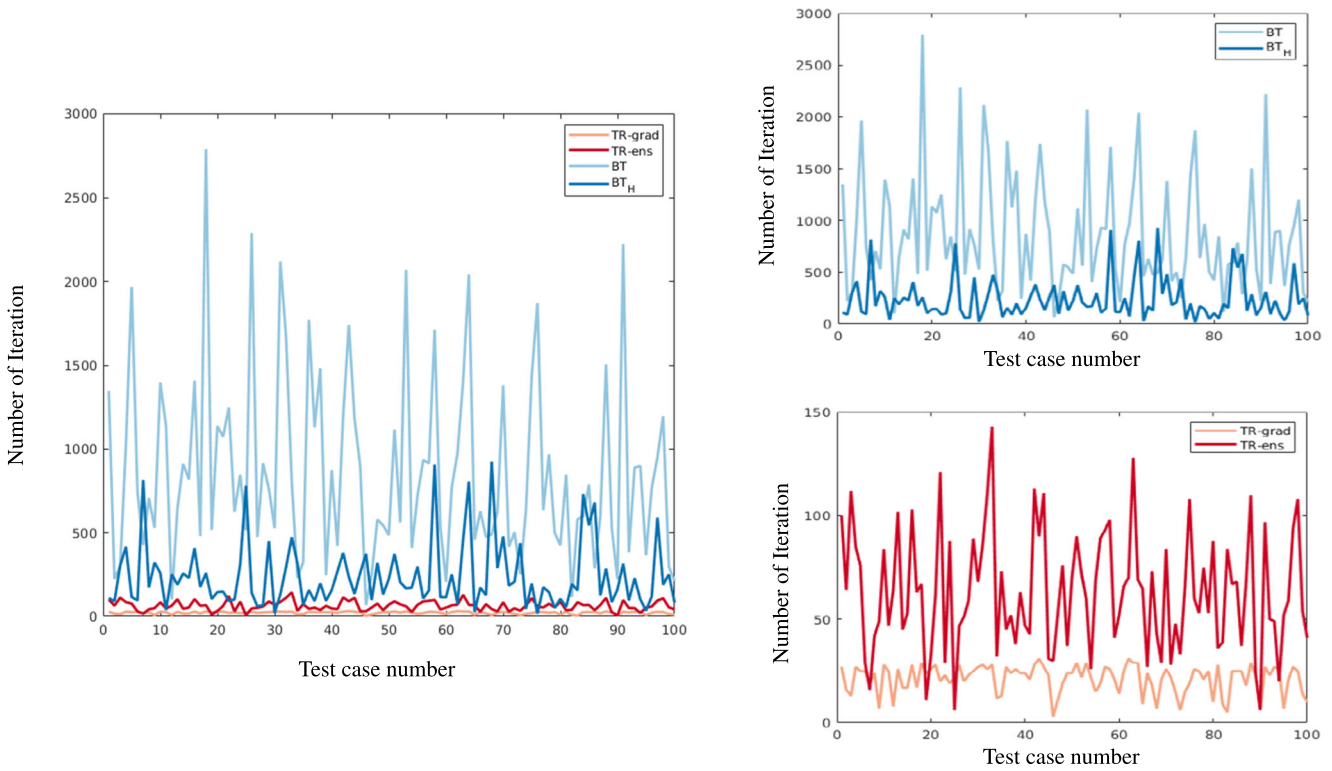 Number of Iteration
3000
2500
2000
1500
1000
500
0
TR-grad
TR-ens
BT
BT_H
0 10 20 30 40 50 60 70 80 90 100
Test case number
Number of Iteration
3000
2500
2000
1500
1000
500
0
BT
BT_H
0 20 40 60 80 100
Test case number
Number of Iteration
150
100
50
0
TR-grad
TR-ens
0 20 40 60 80 100
Test case number